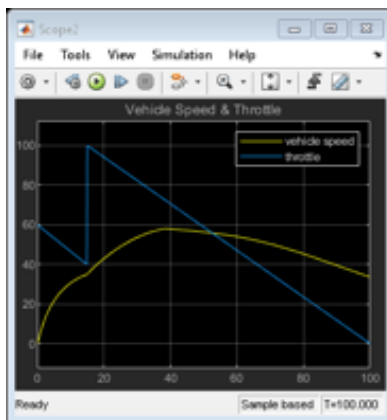 Scope2
File Tools View Simulation Help
Vehicle Speed & Throttle
vehicle speed
throttle
100
80
60
40
20
0
0 20 40 60 80 100
Ready Sample based T=100.000